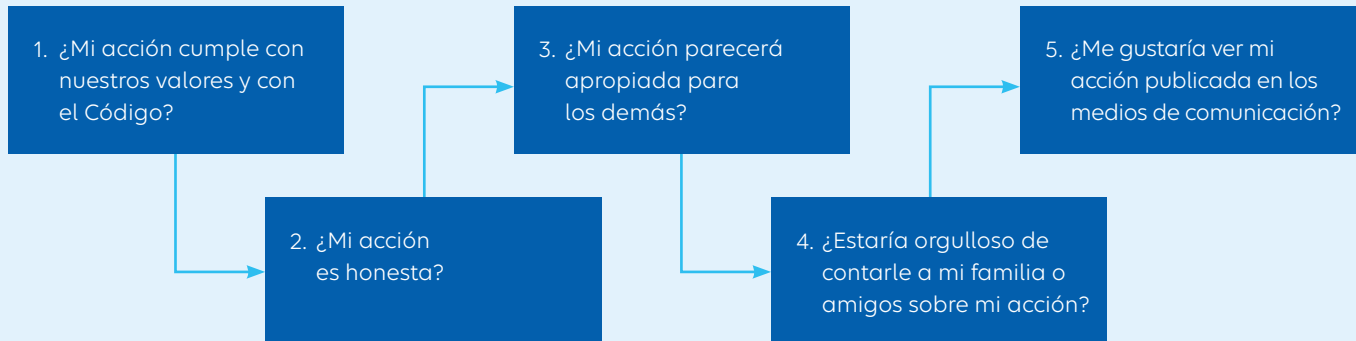 1. ¿Mi acción cumple con
nuestros valores y con
el Código?
2. ¿Mi acción
es honesta?
3. ¿Mi acción parecerá
apropiada para
los demás?
4. ¿Estaría orgulloso de
contarle a mi familia o
amigos sobre mi acción?
5. ¿Me gustaría ver mi
acción publicada en los
medios de comunicación?